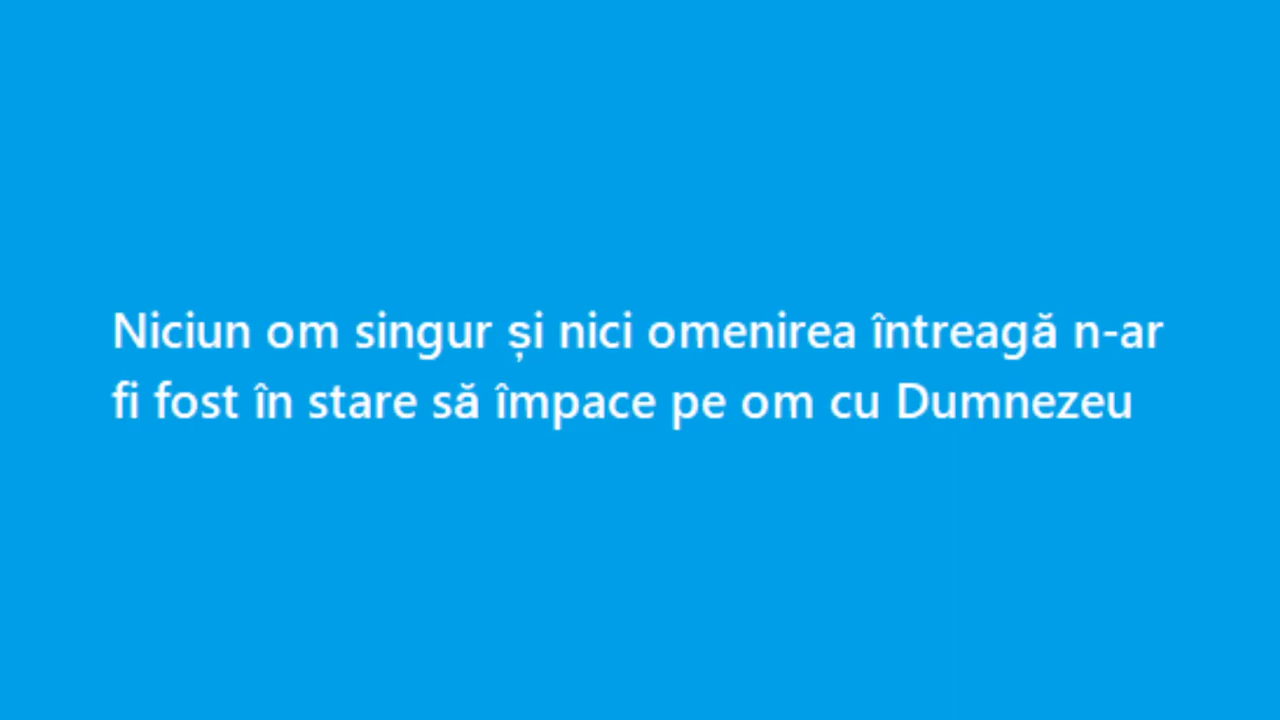 Niciun om singur și nici omenirea întreagă n-ar
fi fost în stare să împace pe om cu Dumnezeu